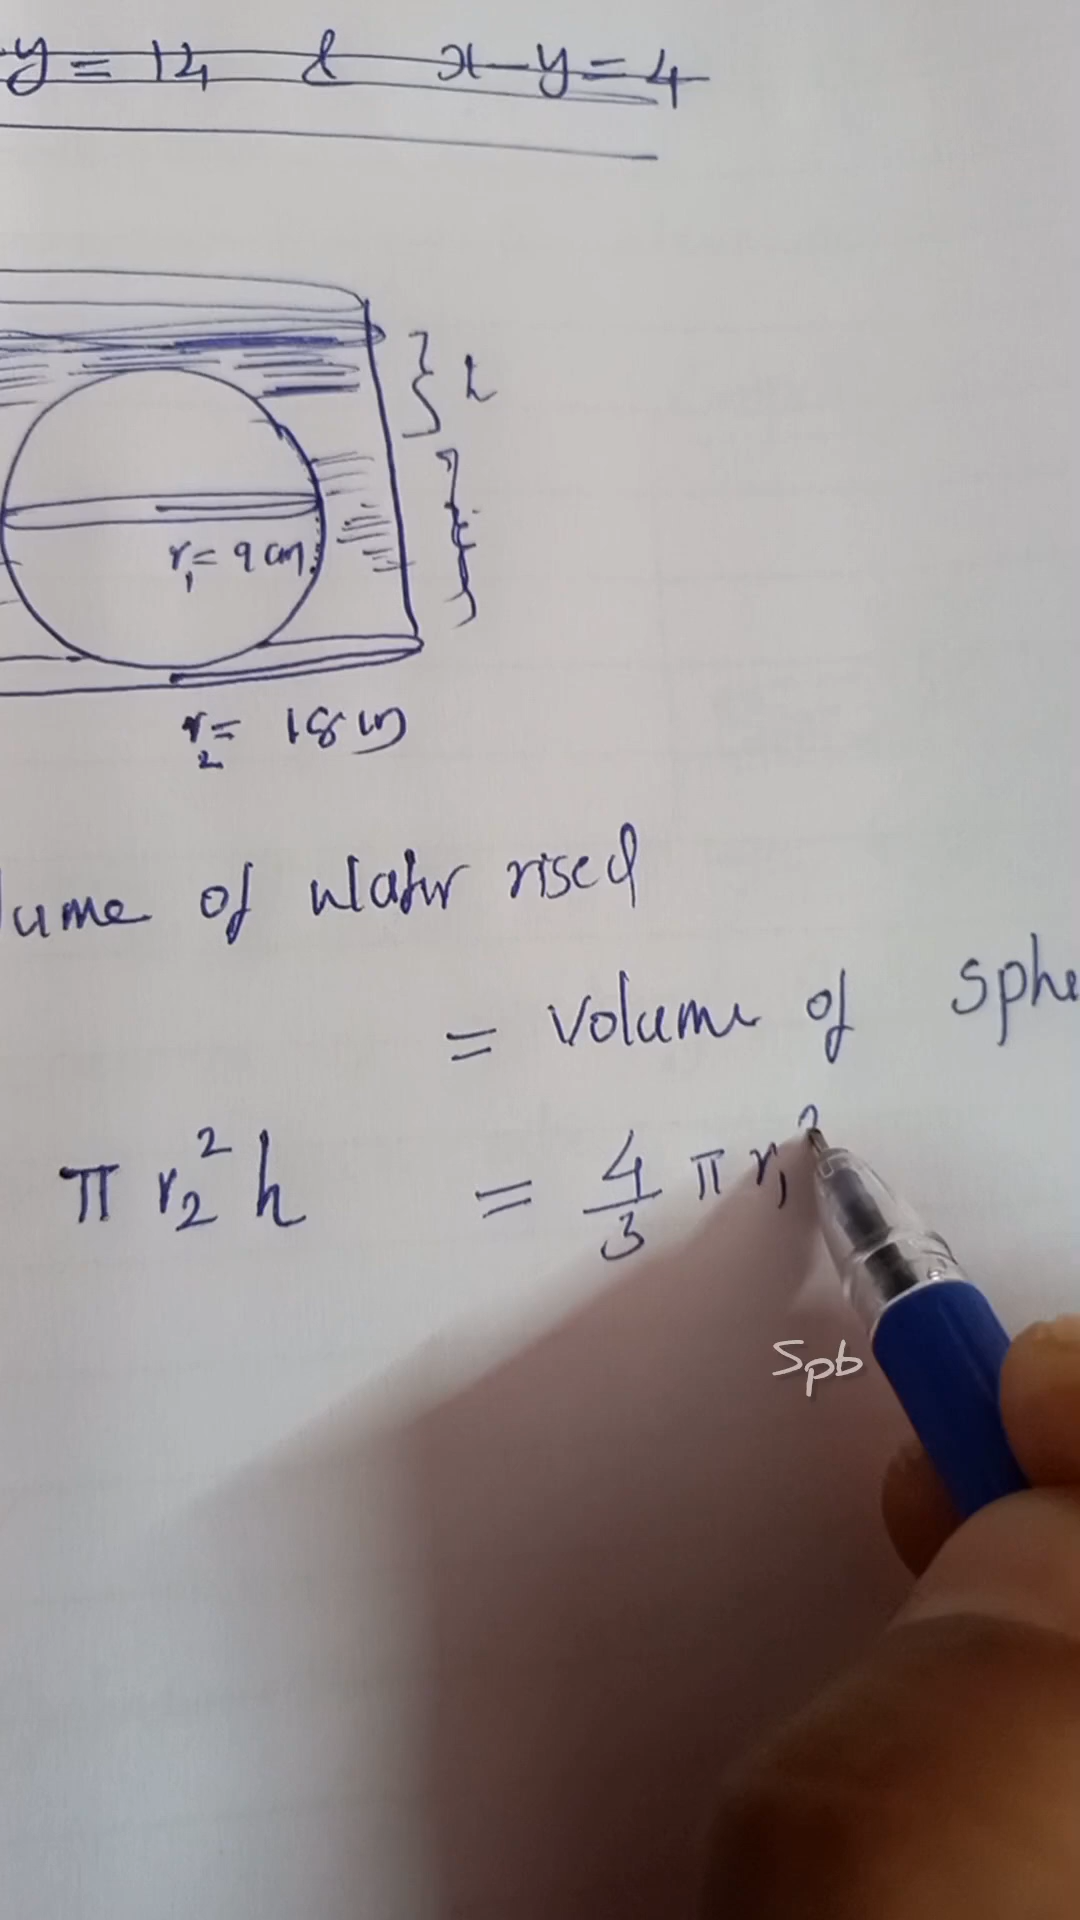 y = 14 & x - y = 4
h
r₁ = 9 cm
r₂ = 18 cm
lume of water rised
= volume of sphe
π r₂² h = 4/3 π r₁
Spb